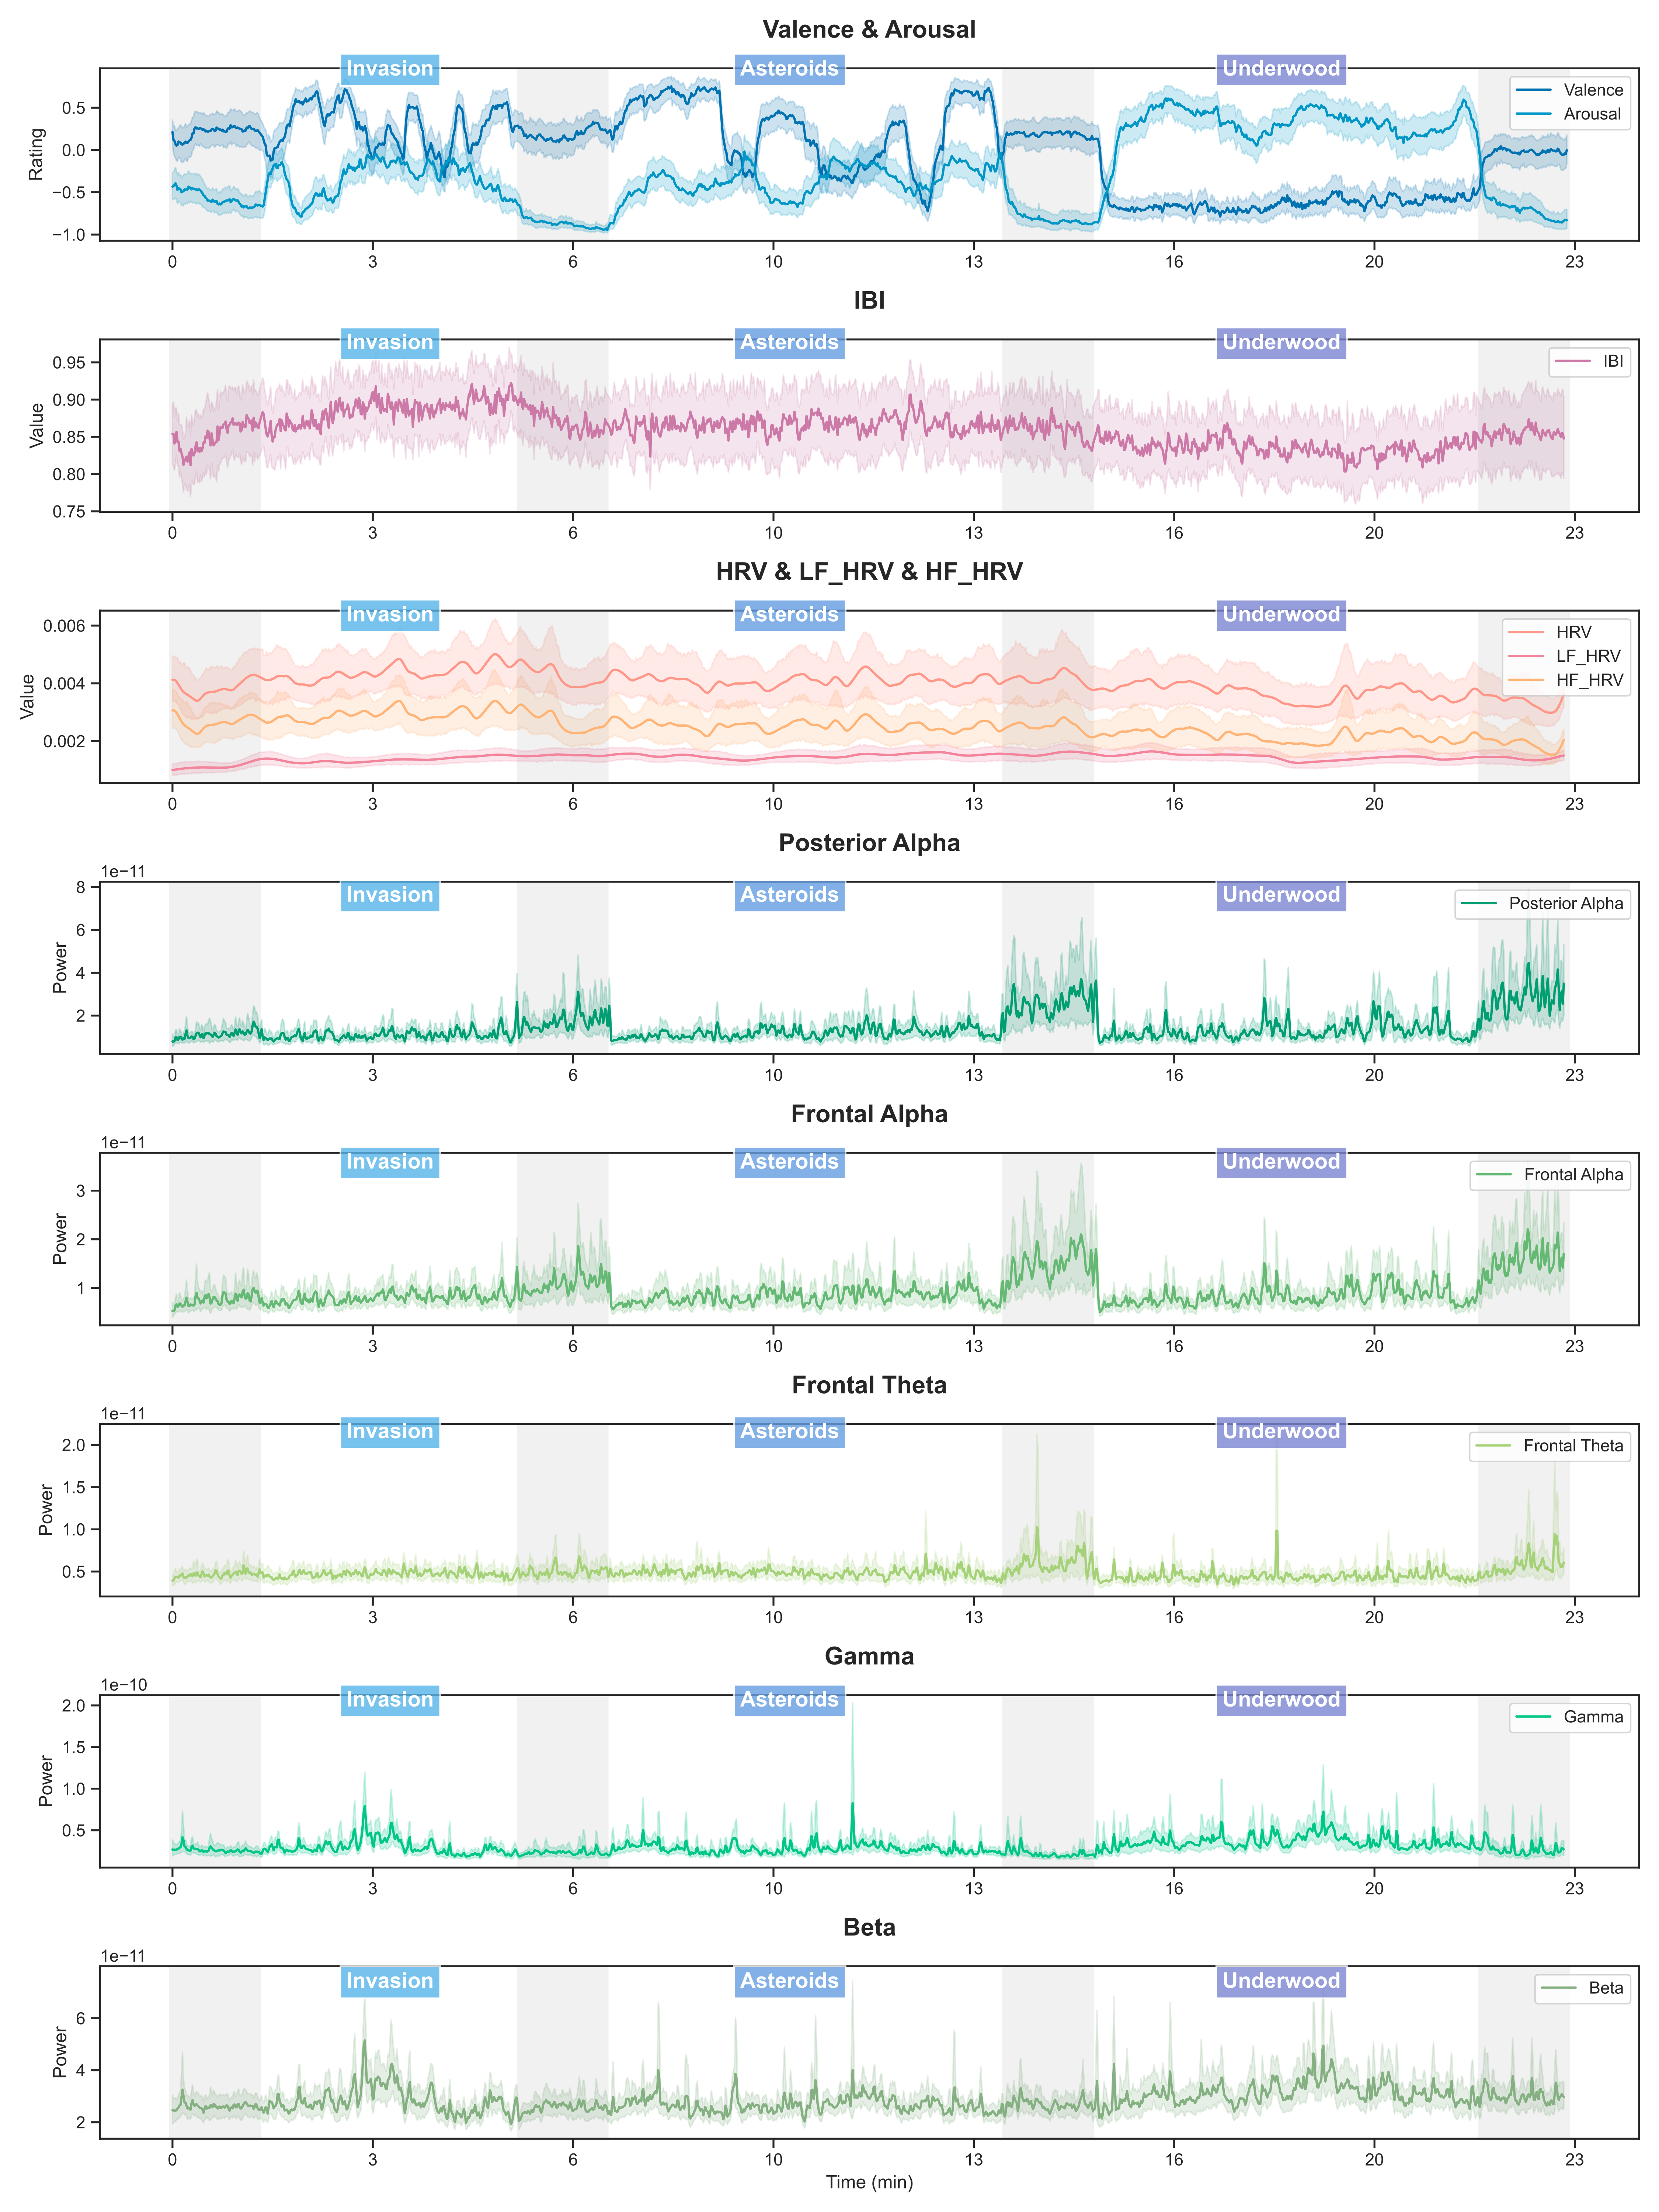 Valence & Arousal
Invasion Asteroids Underwood
Valence
Arousal
Rating
0.5
0.0
−0.5
−1.0
0 3 6 10 13 16 20 23
IBI
Invasion Asteroids Underwood
IBI
Value
0.95
0.90
0.85
0.80
0.75
0 3 6 10 13 16 20 23
HRV & LF_HRV & HF_HRV
Invasion Asteroids Underwood
HRV
LF_HRV
HF_HRV
Value
0.006
0.004
0.002
0 3 6 10 13 16 20 23
Posterior Alpha
1e−11
Invasion Asteroids Underwood
Posterior Alpha
Power
8
6
4
2
0 3 6 10 13 16 20 23
Frontal Alpha
1e−11
Invasion Asteroids Underwood
Frontal Alpha
Power
3
2
1
0 3 6 10 13 16 20 23
Frontal Theta
1e−11
Invasion Asteroids Underwood
Frontal Theta
Power
2.0
1.5
1.0
0.5
0 3 6 10 13 16 20 23
Gamma
1e−10
Invasion Asteroids Underwood
Gamma
Power
2.0
1.5
1.0
0.5
0 3 6 10 13 16 20 23
Beta
1e−11
Invasion Asteroids Underwood
Beta
Power
6
4
2
0 3 6 10 13 16 20 23
Time (min)